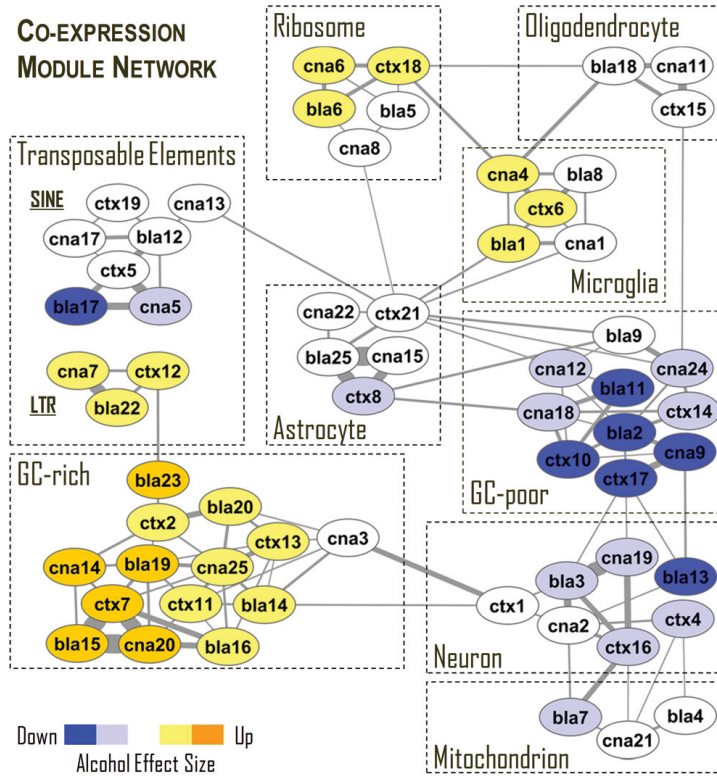 CO-EXPRESSION
MODULE NETWORK
Ribosome
cna6 ctx18
bla6 bla5
cna8
Oligodendrocyte
bla18 cna11
ctx15
Transposable Elements
SINE
ctx19 cna13
cna17 bla12
ctx5
bla17 cna5
cna7 ctx12
LTR
bla22
cna4 bla8
ctx6
bla1 cna1
Microglia
cna22 ctx21
bla25 cna15
ctx8
Astrocyte
bla9
cna12 cna24
bla11
cna18 ctx14
bla2
ctx10 cna9
ctx17
GC-poor
GC-rich
bla23
ctx2 bla20
ctx13 cna3
cna14 bla19 cna25
ctx7 ctx11 bla14
bla15 cna20 bla16
cna19
bla3 bla13
ctx1
cna2 ctx4
ctx16
Neuron
bla7 bla4
cna21
Mitochondrion
Down Up
Alcohol Effect Size